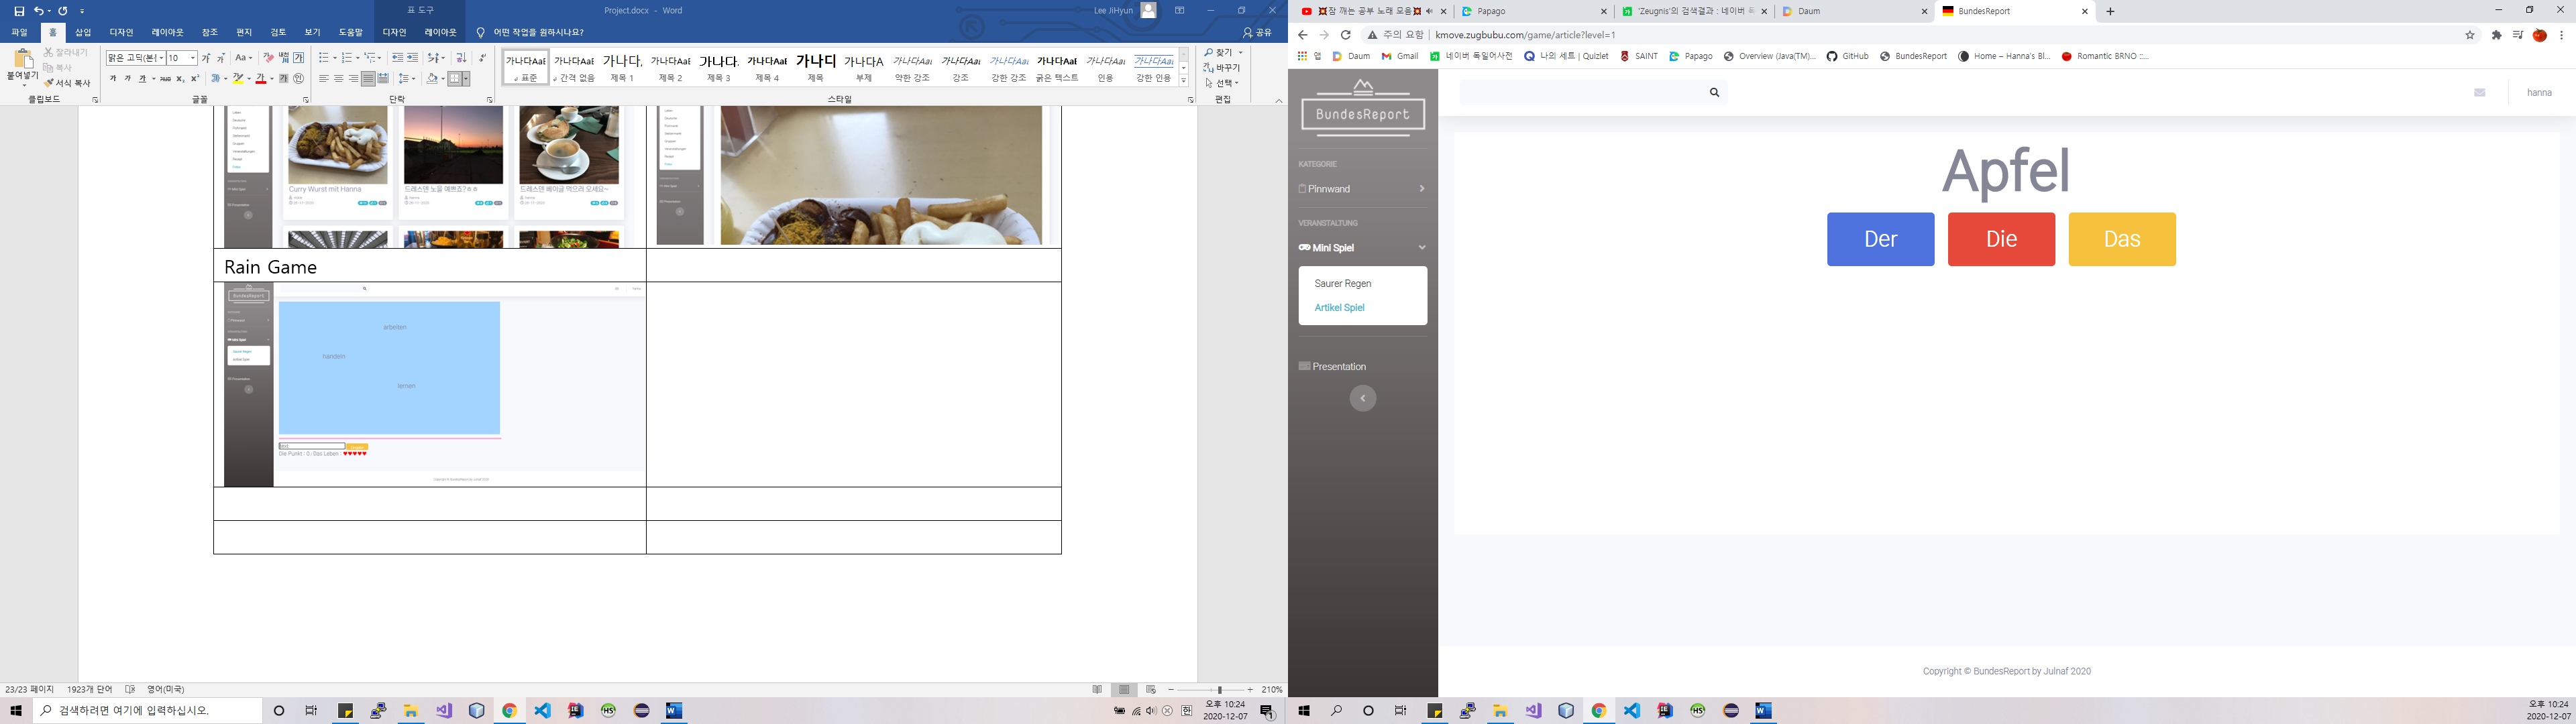 표 도구
Project.docx - Word
Lee JiHyun
파일 홈 삽입 디자인 레이아웃 참조 편지 검토 보기 도움말 디자인 레이아웃 어떤 작업을 원하시나요? 공유
붙여넣기
잘라내기
복사
서식 복사
클립보드
맑은 고딕(본문 10
글꼴
단락
가나다AaB 가나다AaB 가나다, 가나다AaB 가나다. 가나다AaB 가나디 가나다A 가나다Aa 가나다Aa 가나다Aa 가나다AaB 가나다Aa 가나다Aa
표준 간격 없음 제목 1 제목 2 제목 3 제목 4 제목 부제 약한 강조 강조 강한 강조 굵은 텍스트 인용 강한 인용
스타일
찾기
바꾸기
선택
편집
Curry Wurst mit Hanna
드레스덴 노을 예쁘죠?ㅎㅎ
드레스덴 베이글 먹으러 오세요~
Rain Game
BundesReport
arbeiten
handeln
lernen
Die Punkt : 0 | Das Leben : ♥♥♥♥♥
23/23 페이지 1923개 단어 영어(미국)
210%
검색하려면 여기에 입력하십시오.
오후 10:24
2020-12-07
💥잠 깨는 공부 노래 모음💥
Papago
'Zeugnis'의 검색결과 : 네이버
Daum
BundesReport
주의 요함 kmove.zugbubu.com/game/article?level=1
앱 Daum Gmail 네이버 독일어사전 나의 세트 | Quizlet SAINT Papago Overview (Java(TM)... GitHub BundesReport Home – Hanna's Bl... Romantic BRNO ::...
BundesReport
hanna
KATEGORIE
Pinnwand
VERANSTALTUNG
Mini Spiel
Saurer Regen
Artikel Spiel
Presentation
Apfel
Der Die Das
Copyright © BundesReport by Julnaf 2020
오후 10:24
2020-12-07